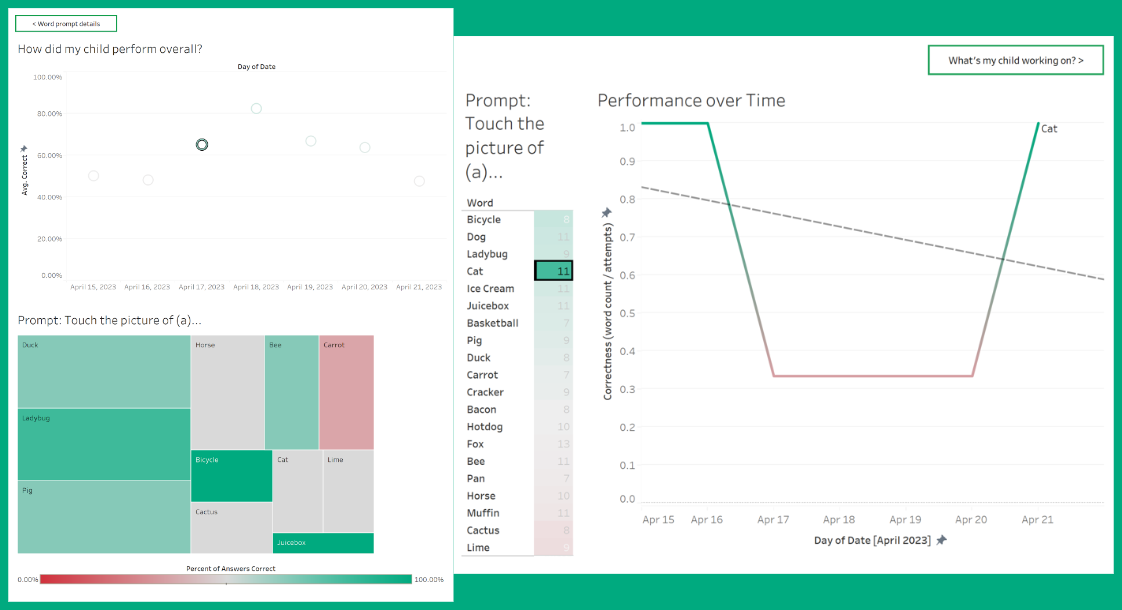 < Word prompt details
How did my child perform overall?
Day of Date
100.00%
80.00%
60.00%
40.00%
20.00%
0.00%
Avg. Correct
April 15, 2023 April 16, 2023 April 17, 2023 April 18, 2023 April 19, 2023 April 20, 2023 April 21, 2023
Prompt: Touch the picture of (a)...
Duck
Horse
Bee
Carrot
Ladybug
Bicycle
Cat
Lime
Pig
Cactus
Juicebox
Percent of Answers Correct
0.00% 100.00%
What's my child working on? >
Prompt:
Touch the
picture of
(a)...
Word
Bicycle 8
Dog 11
Ladybug 9
Cat 11
Ice Cream 11
Juicebox 11
Basketball 7
Pig 9
Duck 8
Carrot 7
Cracker 9
Bacon 8
Hotdog 10
Fox 13
Bee 11
Pan 7
Horse 10
Muffin 11
Cactus 8
Lime 9
Performance over Time
Cat
1.0
0.9
0.8
0.7
0.6
0.5
0.4
0.3
0.2
0.1
0.0
Correctness (word count / attempts)
Apr 15 Apr 16 Apr 17 Apr 18 Apr 19 Apr 20 Apr 21
Day of Date [April 2023]